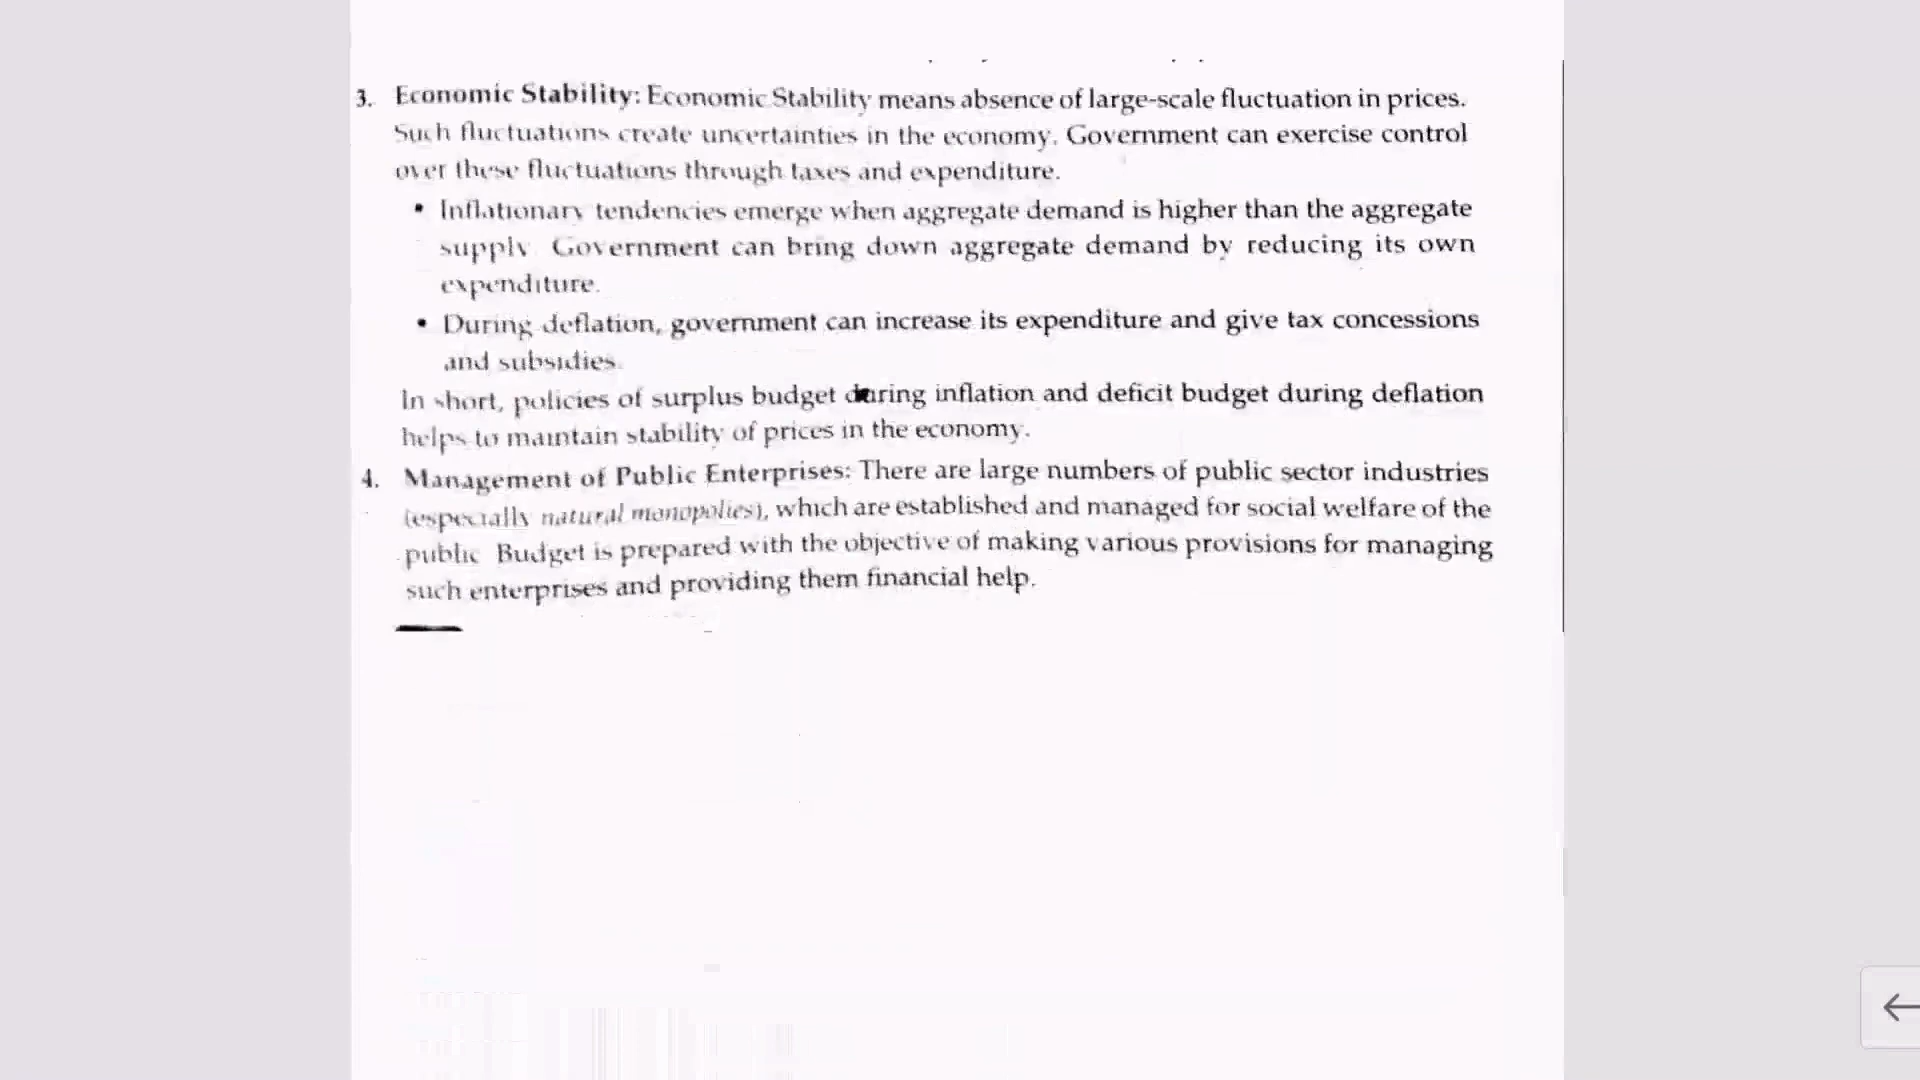 3. Economic Stability: Economic Stability means absence of large-scale fluctuation in prices.
Such fluctuations create uncertainties in the economy. Government can exercise control
over these fluctuations through taxes and expenditure.
• Inflationary tendencies emerge when aggregate demand is higher than the aggregate
supply. Government can bring down aggregate demand by reducing its own
expenditure.
• During deflation, government can increase its expenditure and give tax concessions
and subsidies.
In short, policies of surplus budget during inflation and deficit budget during deflation
helps to maintain stability of prices in the economy.
4. Management of Public Enterprises: There are large numbers of public sector industries
(especially natural monopolies), which are established and managed for social welfare of the
public. Budget is prepared with the objective of making various provisions for managing
such enterprises and providing them financial help.